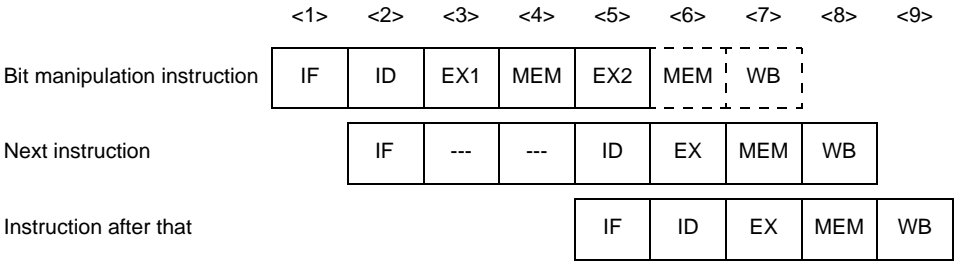 <1> <2> <3> <4> <5> <6> <7> <8> <9>
Bit manipulation instruction IF ID EX1 MEM EX2 MEM WB
Next instruction IF --- --- ID EX MEM WB
Instruction after that IF ID EX MEM WB